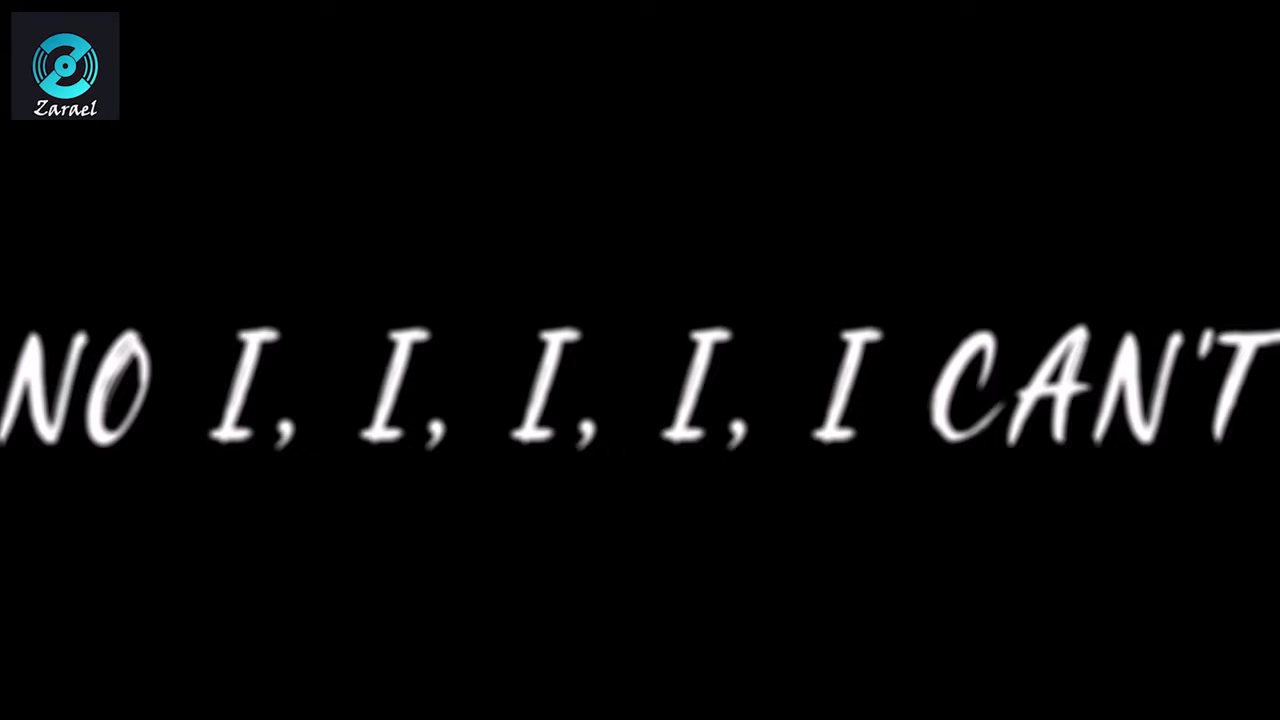 Zarael
NO I, I, I, I, I CAN'T